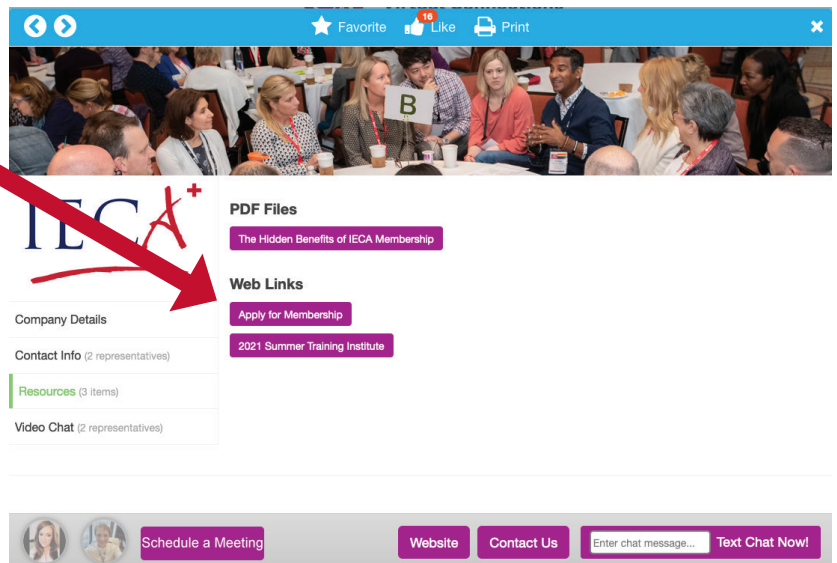 16
Favorite
Like
Print
B
IECA+
PDF Files
The Hidden Benefits of IECA Membership
Web Links
Apply for Membership
2021 Summer Training Institute
Company Details
Contact Info (2 representatives)
Resources (3 items)
Video Chat (2 representatives)
Schedule a Meeting
Website
Contact Us
Enter chat message...
Text Chat Now!